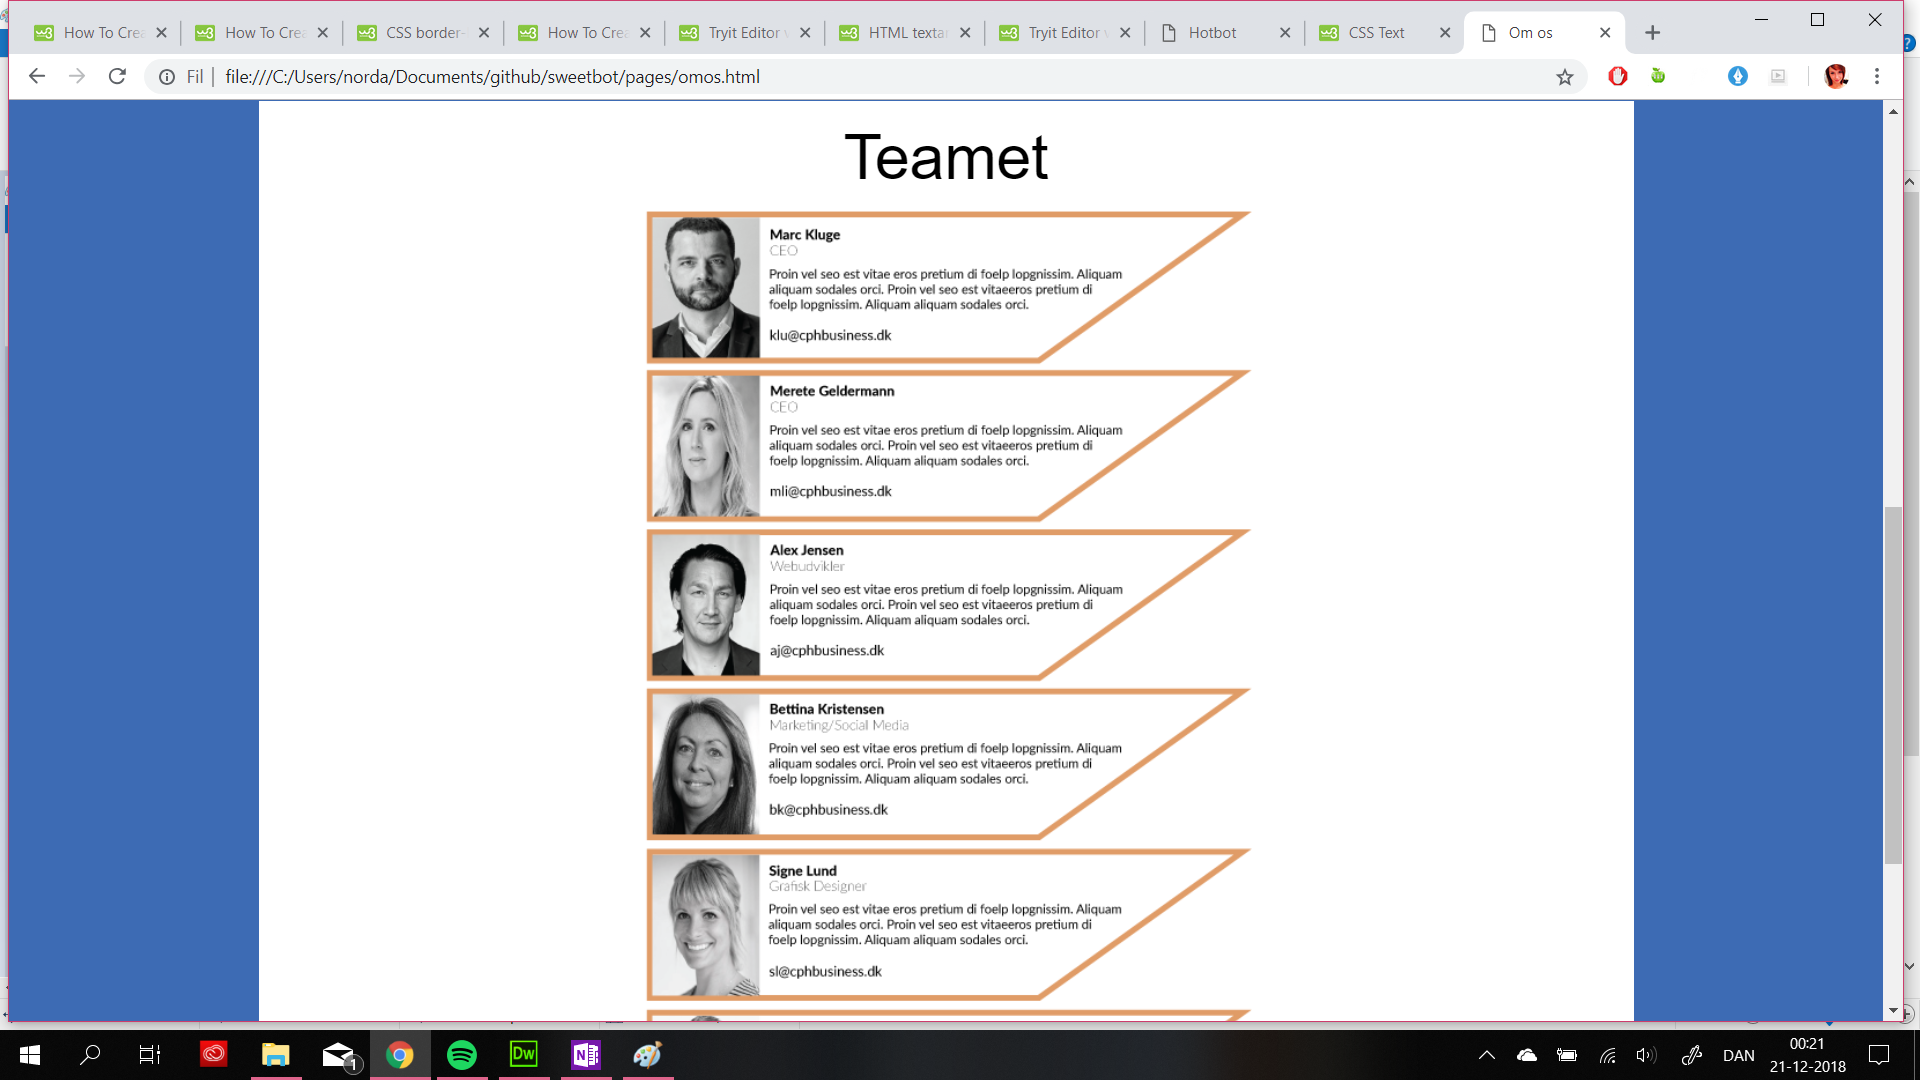 How To Crea
How To Crea
CSS border-
How To Crea
Tryit Editor v
HTML textar
Tryit Editor v
Hotbot
CSS Text
Om os
Fil
file:///C:/Users/norda/Documents/github/sweetbot/pages/omos.html
Teamet
Marc Kluge
CEO
Proin vel seo est vitae eros pretium di foelp lopgnissim. Aliquam
aliquam sodales orci. Proin vel seo est vitaeeros pretium di
foelp lopgnissim. Aliquam aliquam sodales orci.
klu@cphbusiness.dk
Merete Geldermann
CEO
Proin vel seo est vitae eros pretium di foelp lopgnissim. Aliquam
aliquam sodales orci. Proin vel seo est vitaeeros pretium di
foelp lopgnissim. Aliquam aliquam sodales orci.
mli@cphbusiness.dk
Alex Jensen
Webudvikler
Proin vel seo est vitae eros pretium di foelp lopgnissim. Aliquam
aliquam sodales orci. Proin vel seo est vitaeeros pretium di
foelp lopgnissim. Aliquam aliquam sodales orci.
aj@cphbusiness.dk
Bettina Kristensen
Marketing/Social Media
Proin vel seo est vitae eros pretium di foelp lopgnissim. Aliquam
aliquam sodales orci. Proin vel seo est vitaeeros pretium di
foelp lopgnissim. Aliquam aliquam sodales orci.
bk@cphbusiness.dk
Signe Lund
Grafisk Designer
Proin vel seo est vitae eros pretium di foelp lopgnissim. Aliquam
aliquam sodales orci. Proin vel seo est vitaeeros pretium di
foelp lopgnissim. Aliquam aliquam sodales orci.
sl@cphbusiness.dk
1
Dw
N
DAN
00:21
21-12-2018